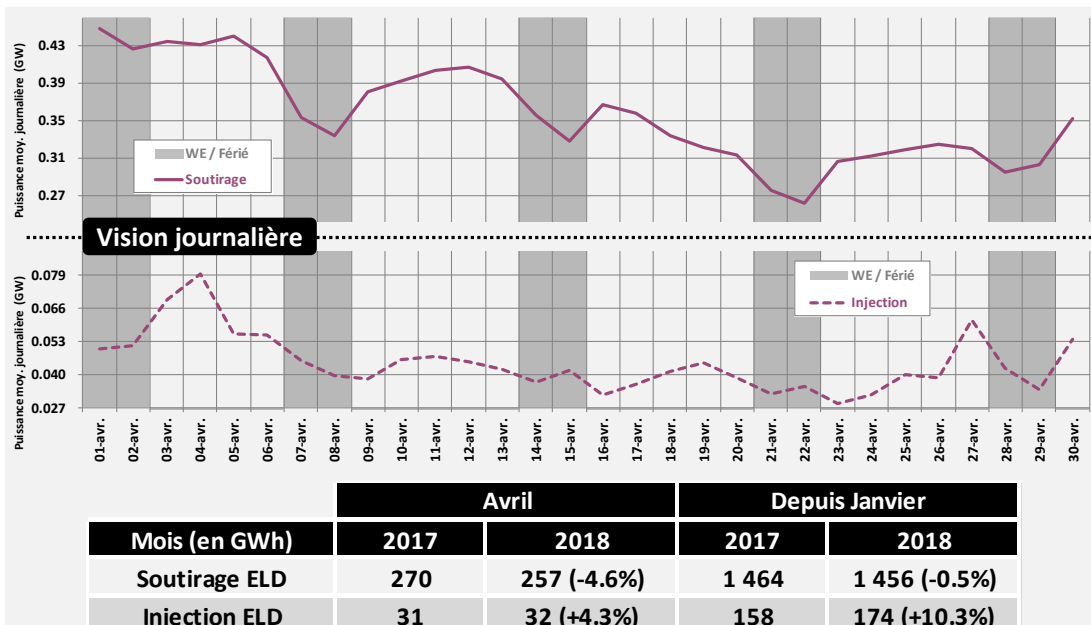 Puissance moy. journalière (GW)
0.43
0.39
0.35
0.31
0.27
WE / Férié
Soutirage
Vision journalière
Puissance moy. journalière (GW)
0.079
0.066
0.053
0.040
0.027
WE / Férié
Injection
01-avr.
02-avr.
03-avr.
04-avr.
05-avr.
06-avr.
07-avr.
08-avr.
09-avr.
10-avr.
11-avr.
12-avr.
13-avr.
14-avr.
15-avr.
16-avr.
17-avr.
18-avr.
19-avr.
20-avr.
21-avr.
22-avr.
23-avr.
24-avr.
25-avr.
26-avr.
27-avr.
28-avr.
29-avr.
30-avr.
Avril Depuis Janvier
Mois (en GWh) 2017 2018 2017 2018
Soutirage ELD 270 257 (-4.6%) 1 464 1 456 (-0.5%)
Injection ELD 31 32 (+4.3%) 158 174 (+10.3%)